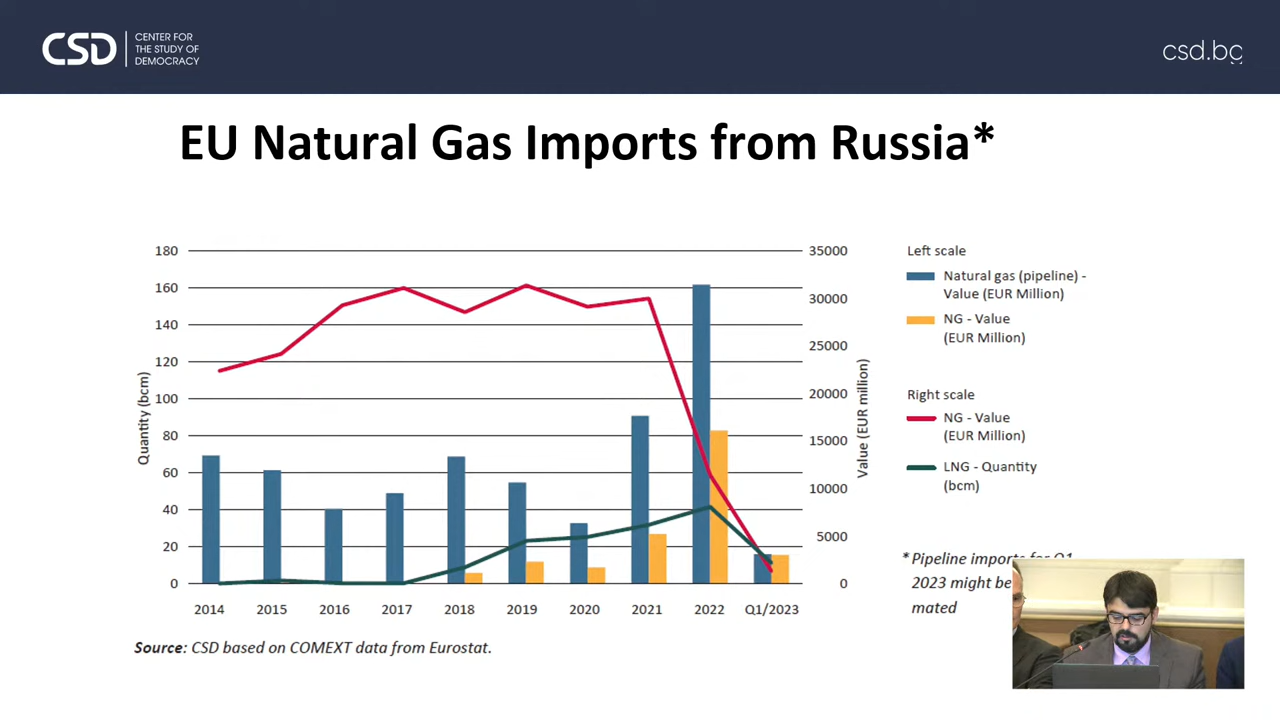 CSD
CENTER FOR
THE STUDY OF
DEMOCRACY
csd.bg
EU Natural Gas Imports from Russia*
180
160
140
120
100
80
60
40
20
0
Quantity (bcm)
35000
30000
25000
20000
15000
10000
5000
0
Value (EUR million)
2014 2015 2016 2017 2018 2019 2020 2021 2022 Q1/2023
Left scale
Natural gas (pipeline) -
Value (EUR Million)
NG - Value
(EUR Million)
Right scale
NG - Value
(EUR Million)
LNG - Quantity
(bcm)
* Pipeline imports for Q1
2023 might be
mated
Source: CSD based on COMEXT data from Eurostat.